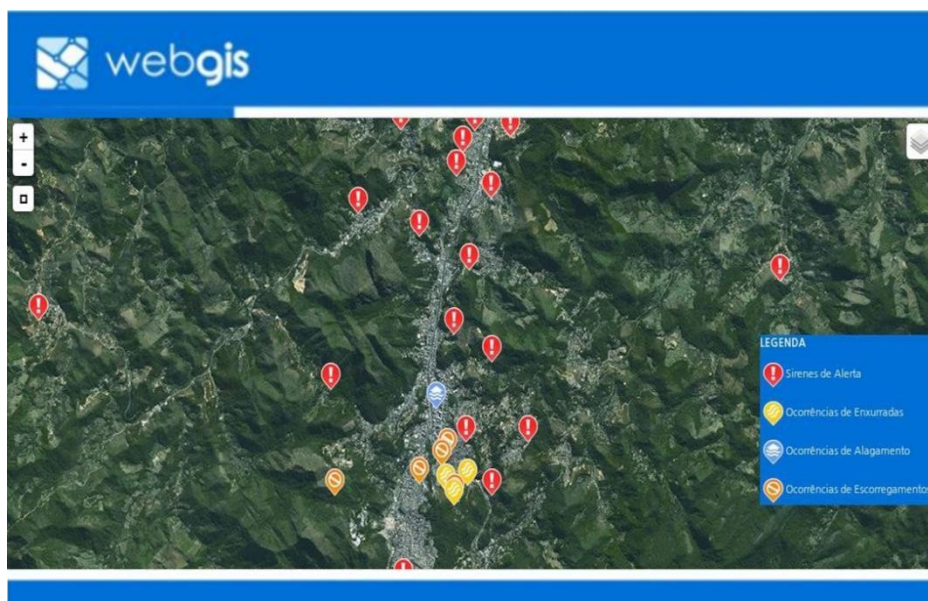 webgis
+
-
LEGENDA
Sirenes de Alerta
Ocorrências de Enxurradas
Ocorrências de Alagamento
Ocorrências de Escorregamentos